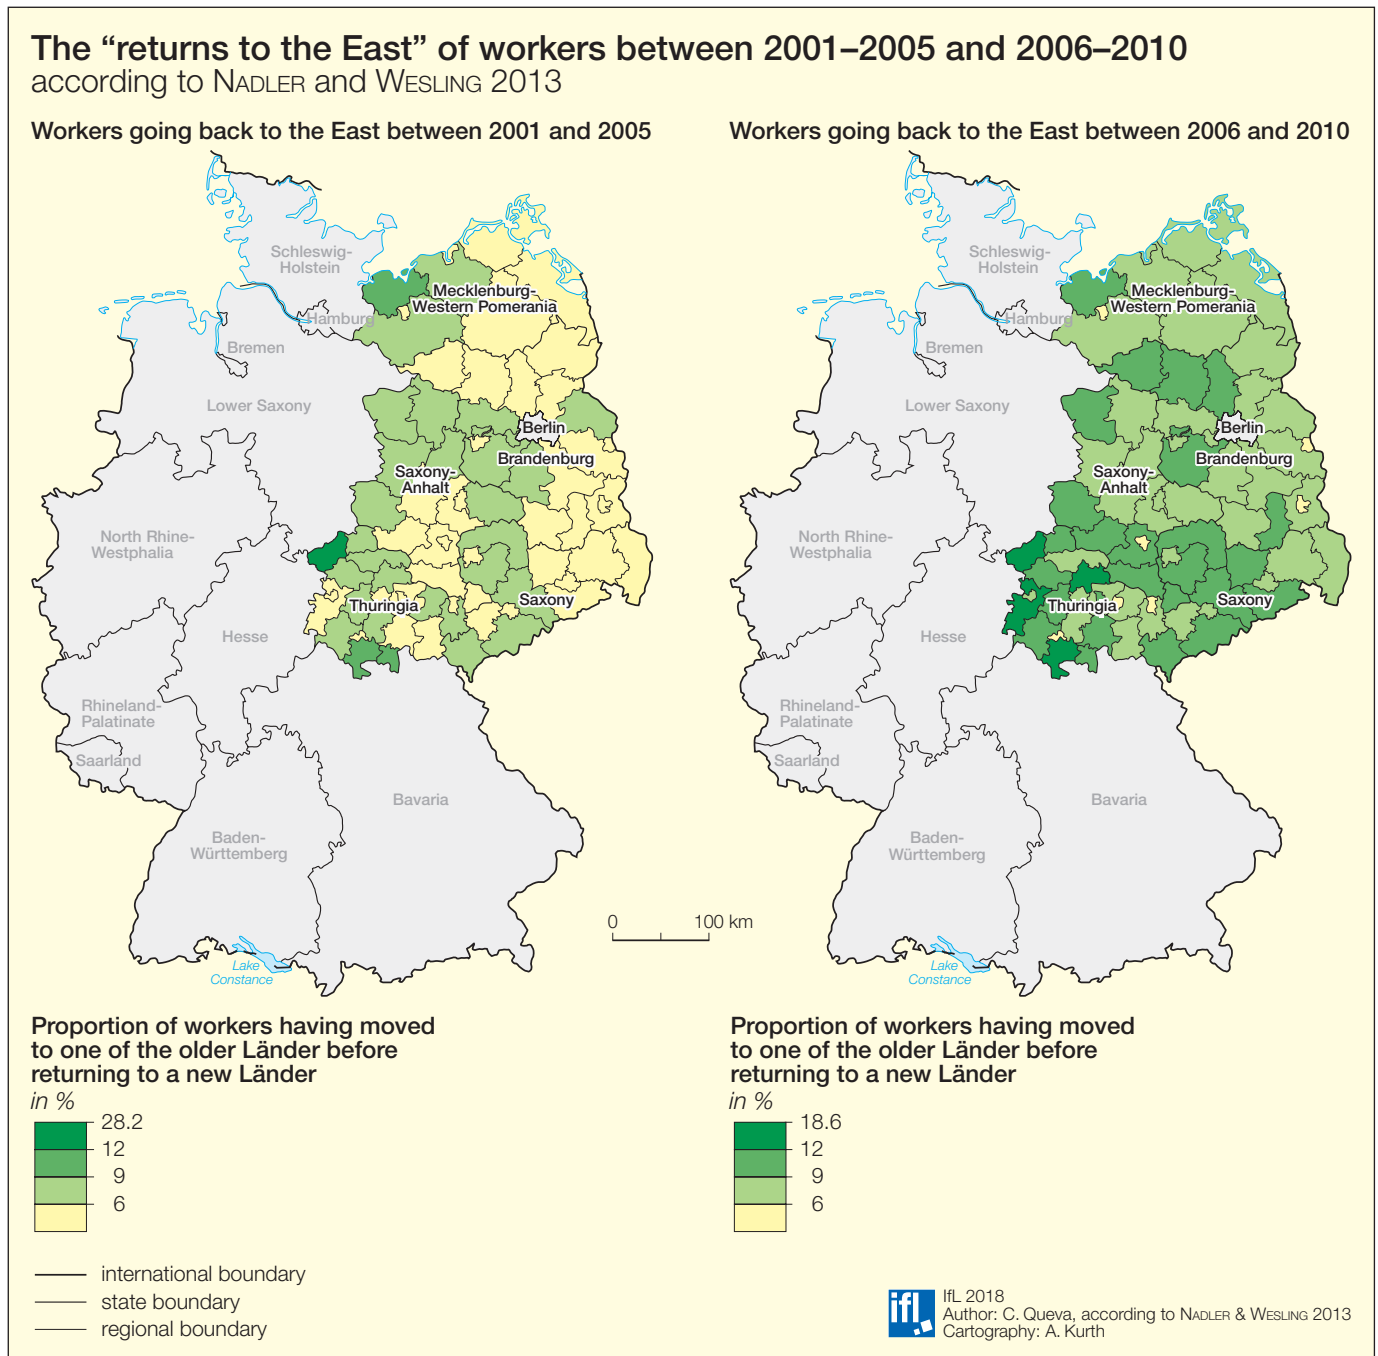 The “returns to the East” of workers between 2001–2005 and 2006–2010
according to NADLER and WESLING 2013
Workers going back to the East between 2001 and 2005
Schleswig-
Holstein
Mecklenburg-
Western Pomerania
Hamburg
Bremen
Lower Saxony
Berlin
Brandenburg
Saxony-
Anhalt
North Rhine-
Westphalia
Thuringia
Saxony
Hesse
Rhineland-
Palatinate
Saarland
Bavaria
Baden-
Württemberg
Lake
Constance
0 100 km
Workers going back to the East between 2006 and 2010
Schleswig-
Holstein
Mecklenburg-
Western Pomerania
Hamburg
Bremen
Lower Saxony
Berlin
Brandenburg
Saxony-
Anhalt
North Rhine-
Westphalia
Thuringia
Saxony
Hesse
Rhineland-
Palatinate
Saarland
Bavaria
Baden-
Württemberg
Lake
Constance
Proportion of workers having moved
to one of the older Länder before
returning to a new Länder
in %
28.2
12
9
6
Proportion of workers having moved
to one of the older Länder before
returning to a new Länder
in %
18.6
12
9
6
international boundary
state boundary
regional boundary
ifl
IfL 2018
Author: C. Queva, according to NADLER & WESLING 2013
Cartography: A. Kurth